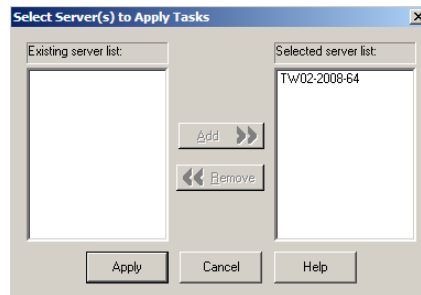 Select Server(s) to Apply Tasks
Existing server list:
Selected server list:
TW02-2008-64
Add
Remove
Apply
Cancel
Help